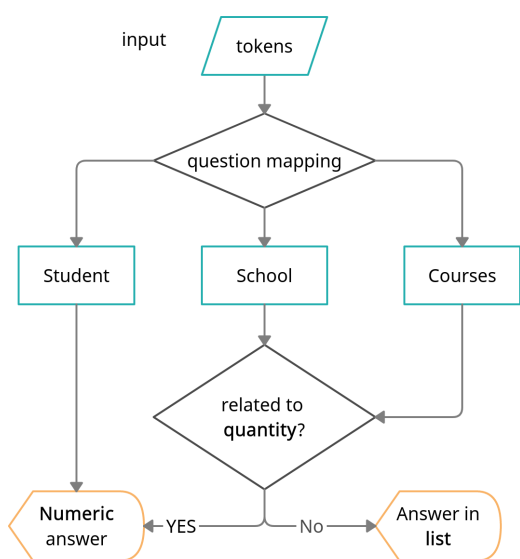 input
tokens
question mapping
Student
School
Courses
related to
quantity?
Numeric
answer
YES
No
Answer in
list